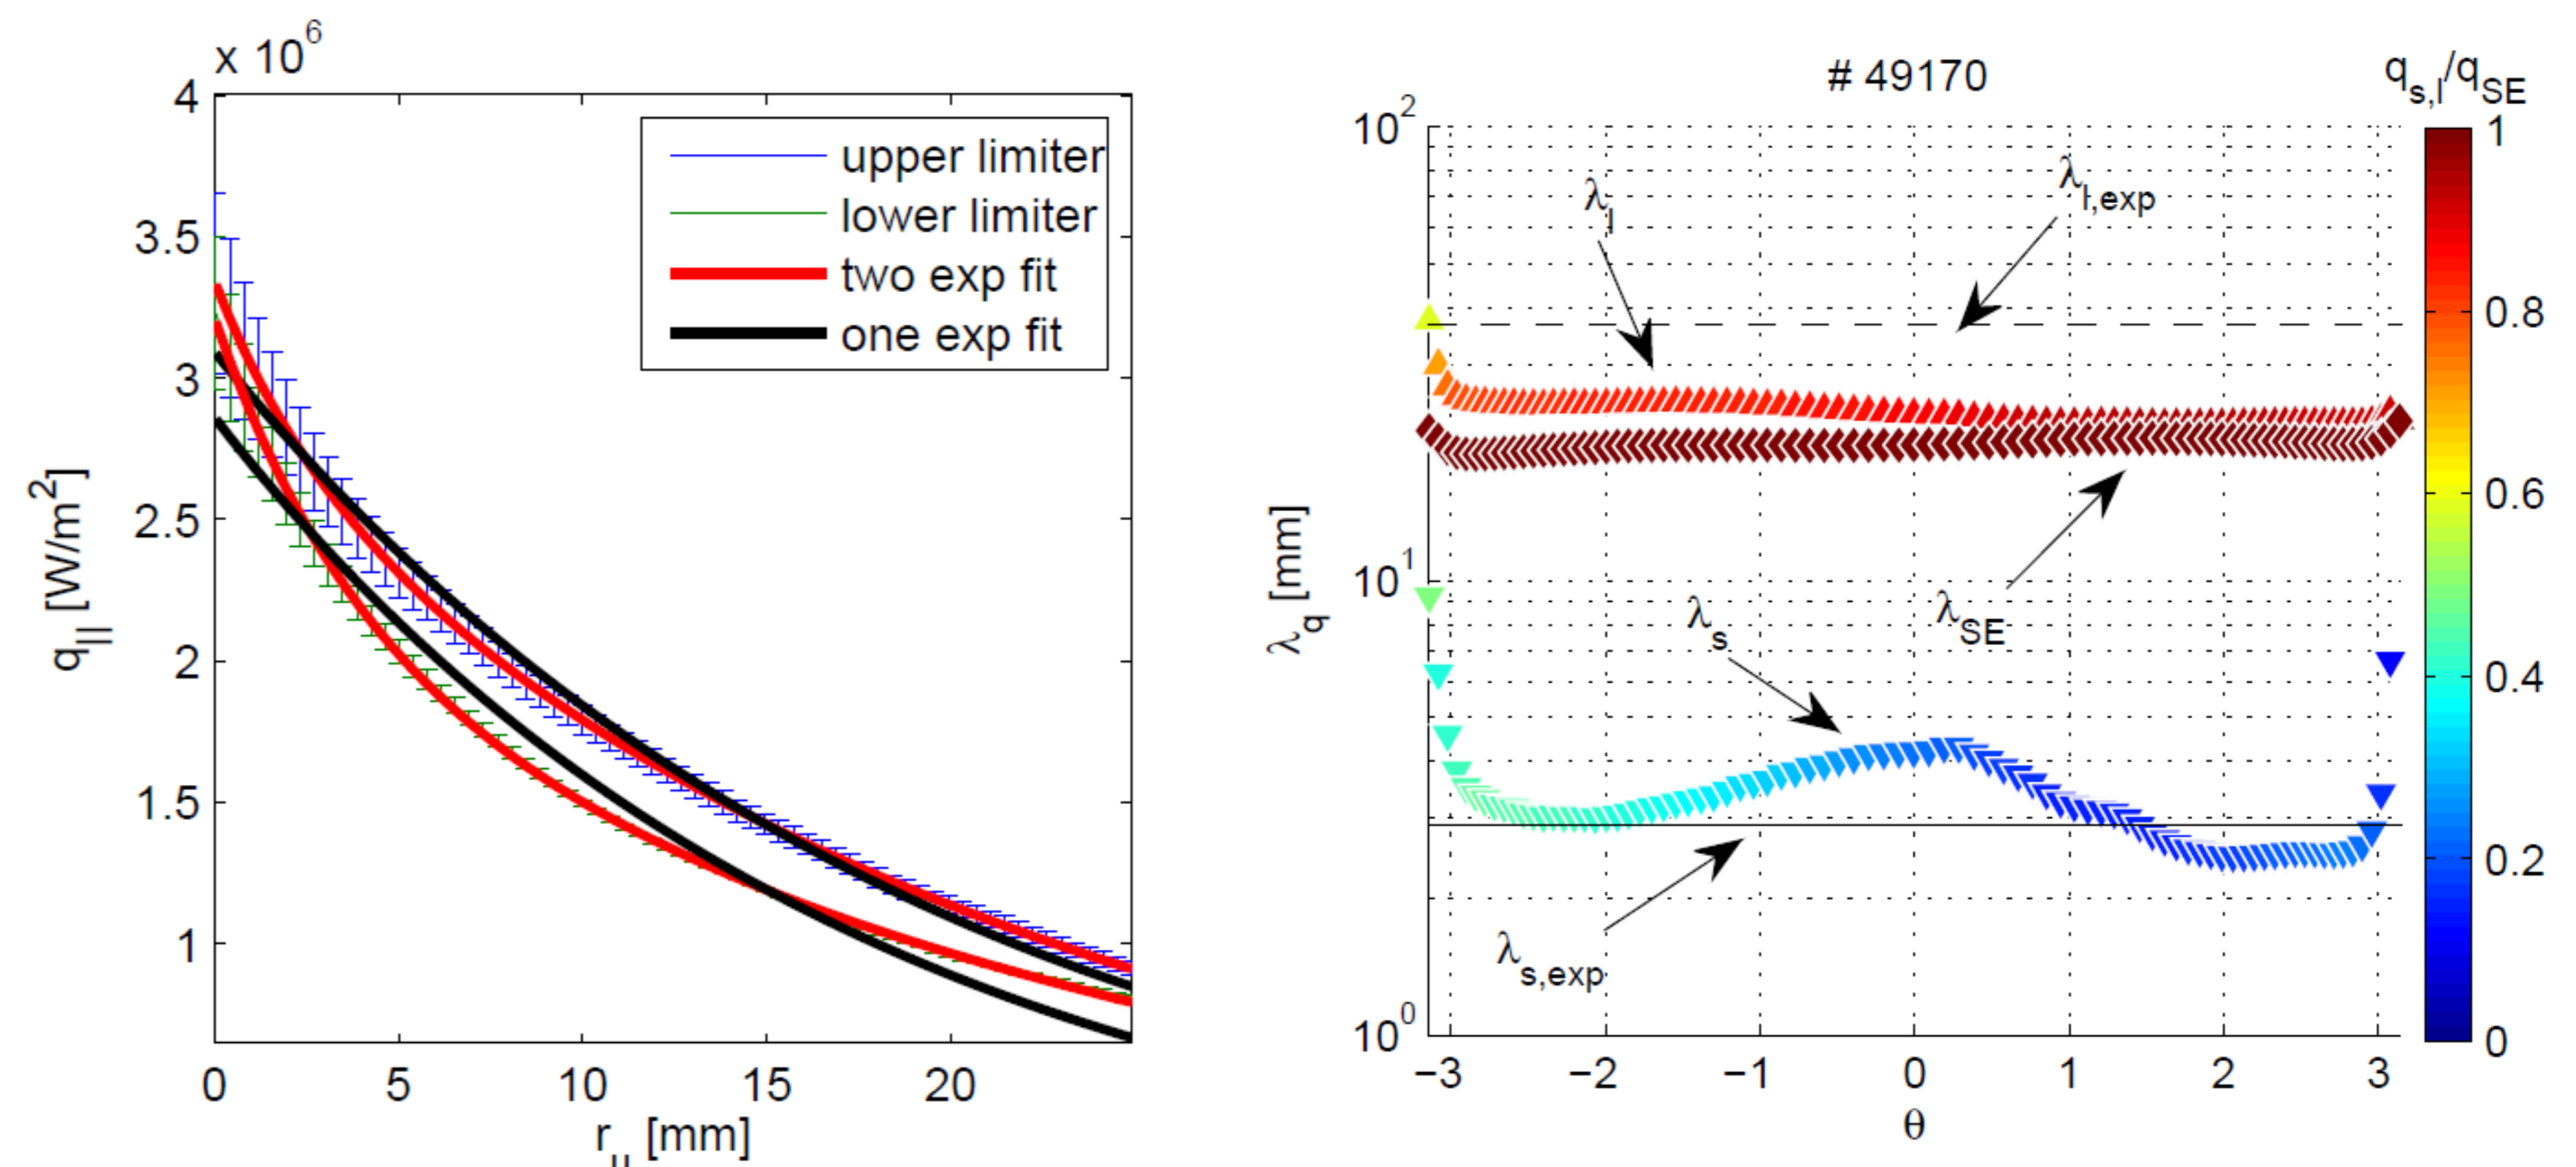 x 10^6
4
3.5
3
2.5
2
1.5
1
q_|| [W/m^2]
upper limiter
lower limiter
two exp fit
one exp fit
0 5 10 15 20
r_u [mm]
# 49170
q_s,l/q_SE
10^2
10^1
10^0
λ_q [mm]
λ_l
λ_l,exp
λ_s
λ_SE
λ_s,exp
−3 −2 −1 0 1 2 3
θ
1
0.8
0.6
0.4
0.2
0